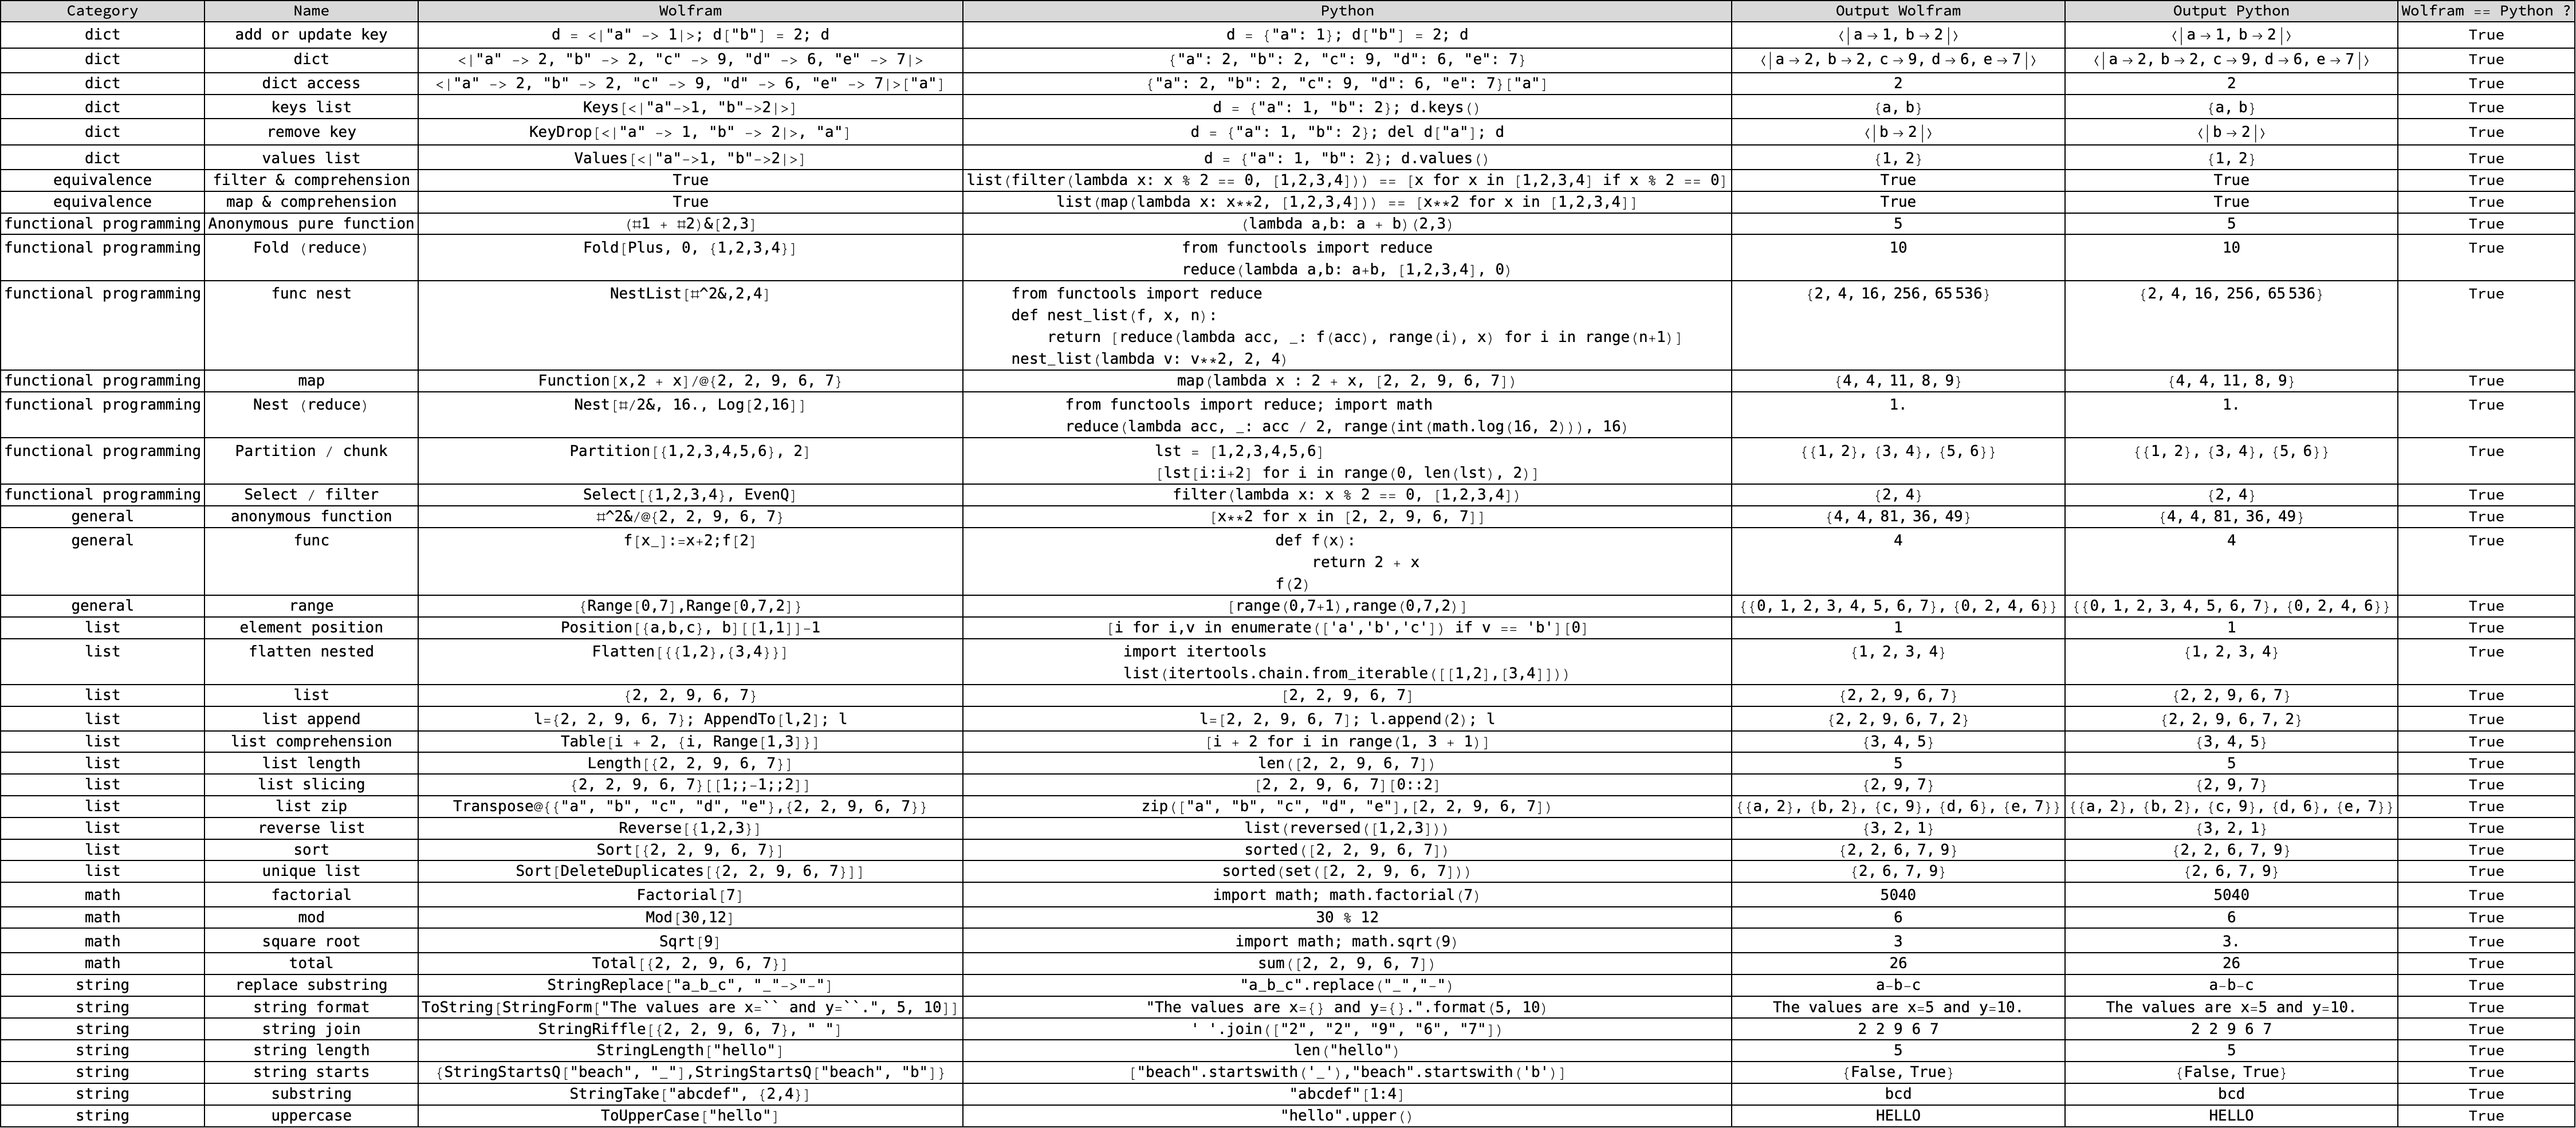 Category Name Wolfram Python Output Wolfram Output Python Wolfram == Python ?
dict add or update key d = <|"a" -> 1|>; d["b"] = 2; d d = {"a": 1}; d["b"] = 2; d ⟨|a → 1, b → 2|⟩ ⟨|a → 1, b → 2|⟩ True
dict dict <|"a" -> 2, "b" -> 2, "c" -> 9, "d" -> 6, "e" -> 7|> {"a": 2, "b": 2, "c": 9, "d": 6, "e": 7} ⟨|a → 2, b → 2, c → 9, d → 6, e → 7|⟩ ⟨|a → 2, b → 2, c → 9, d → 6, e → 7|⟩ True
dict dict access <|"a" -> 2, "b" -> 2, "c" -> 9, "d" -> 6, "e" -> 7|>["a"] {"a": 2, "b": 2, "c": 9, "d": 6, "e": 7}["a"] 2 2 True
dict keys list Keys[<|"a"->1, "b"->2|>] d = {"a": 1, "b": 2}; d.keys() {a, b} {a, b} True
dict remove key KeyDrop[<|"a" -> 1, "b" -> 2|>, "a"] d = {"a": 1, "b": 2}; del d["a"]; d ⟨|b → 2|⟩ ⟨|b → 2|⟩ True
dict values list Values[<|"a"->1, "b"->2|>] d = {"a": 1, "b": 2}; d.values() {1, 2} {1, 2} True
equivalence filter & comprehension True list(filter(lambda x: x % 2 == 0, [1,2,3,4])) == [x for x in [1,2,3,4] if x % 2 == 0] True True True
equivalence map & comprehension True list(map(lambda x: x**2, [1,2,3,4])) == [x**2 for x in [1,2,3,4]] True True True
functional programming Anonymous pure function (#1 + #2)&[2,3] (lambda a,b: a + b)(2,3) 5 5 True
functional programming Fold (reduce) Fold[Plus, 0, {1,2,3,4}] from functools import reduce 10 10 True
reduce(lambda a,b: a+b, [1,2,3,4], 0)
functional programming func nest NestList[#^2&,2,4] from functools import reduce {2, 4, 16, 256, 65 536} {2, 4, 16, 256, 65 536} True
def nest_list(f, x, n):
return [reduce(lambda acc, _: f(acc), range(i), x) for i in range(n+1)]
nest_list(lambda v: v**2, 2, 4)
functional programming map Function[x,2 + x]/@{2, 2, 9, 6, 7} map(lambda x : 2 + x, [2, 2, 9, 6, 7]) {4, 4, 11, 8, 9} {4, 4, 11, 8, 9} True
functional programming Nest (reduce) Nest[#/2&, 16., Log[2,16]] from functools import reduce; import math 1. 1. True
reduce(lambda acc, _: acc / 2, range(int(math.log(16, 2))), 16)
functional programming Partition / chunk Partition[{1,2,3,4,5,6}, 2] lst = [1,2,3,4,5,6] {{1, 2}, {3, 4}, {5, 6}} {{1, 2}, {3, 4}, {5, 6}} True
[lst[i:i+2] for i in range(0, len(lst), 2)]
functional programming Select / filter Select[{1,2,3,4}, EvenQ] filter(lambda x: x % 2 == 0, [1,2,3,4]) {2, 4} {2, 4} True
general anonymous function #^2&/@{2, 2, 9, 6, 7} [x**2 for x in [2, 2, 9, 6, 7]] {4, 4, 81, 36, 49} {4, 4, 81, 36, 49} True
general func f[x_]:=x+2;f[2] def f(x): 4 4 True
return 2 + x
f(2)
general range {Range[0,7],Range[0,7,2]} [range(0,7+1),range(0,7,2)] {{0, 1, 2, 3, 4, 5, 6, 7}, {0, 2, 4, 6}} {{0, 1, 2, 3, 4, 5, 6, 7}, {0, 2, 4, 6}} True
list element position Position[{a,b,c}, b][[1,1]]-1 [i for i,v in enumerate(['a','b','c']) if v == 'b'][0] 1 1 True
list flatten nested Flatten[{{1,2},{3,4}}] import itertools {1, 2, 3, 4} {1, 2, 3, 4} True
list(itertools.chain.from_iterable([[1,2],[3,4]]))
list list {2, 2, 9, 6, 7} [2, 2, 9, 6, 7] {2, 2, 9, 6, 7} {2, 2, 9, 6, 7} True
list list append l={2, 2, 9, 6, 7}; AppendTo[l,2]; l l=[2, 2, 9, 6, 7]; l.append(2); l {2, 2, 9, 6, 7, 2} {2, 2, 9, 6, 7, 2} True
list list comprehension Table[i + 2, {i, Range[1,3]}] [i + 2 for i in range(1, 3 + 1)] {3, 4, 5} {3, 4, 5} True
list list length Length[{2, 2, 9, 6, 7}] len([2, 2, 9, 6, 7]) 5 5 True
list list slicing {2, 2, 9, 6, 7}[[1;;-1;;2]] [2, 2, 9, 6, 7][0::2] {2, 9, 7} {2, 9, 7} True
list list zip Transpose@{{"a", "b", "c", "d", "e"},{2, 2, 9, 6, 7}} zip(["a", "b", "c", "d", "e"],[2, 2, 9, 6, 7]) {{a, 2}, {b, 2}, {c, 9}, {d, 6}, {e, 7}} {{a, 2}, {b, 2}, {c, 9}, {d, 6}, {e, 7}} True
list reverse list Reverse[{1,2,3}] list(reversed([1,2,3])) {3, 2, 1} {3, 2, 1} True
list sort Sort[{2, 2, 9, 6, 7}] sorted([2, 2, 9, 6, 7]) {2, 2, 6, 7, 9} {2, 2, 6, 7, 9} True
list unique list Sort[DeleteDuplicates[{2, 2, 9, 6, 7}]] sorted(set([2, 2, 9, 6, 7])) {2, 6, 7, 9} {2, 6, 7, 9} True
math factorial Factorial[7] import math; math.factorial(7) 5040 5040 True
math mod Mod[30,12] 30 % 12 6 6 True
math square root Sqrt[9] import math; math.sqrt(9) 3 3. True
math total Total[{2, 2, 9, 6, 7}] sum([2, 2, 9, 6, 7]) 26 26 True
string replace substring StringReplace["a_b_c", "_"->"-"] "a_b_c".replace("_","-") a-b-c a-b-c True
string string format ToString[StringForm["The values are x=`` and y=``.", 5, 10]] "The values are x={} and y={}.".format(5, 10) The values are x=5 and y=10. The values are x=5 and y=10. True
string string join StringRiffle[{2, 2, 9, 6, 7}, " "] ' '.join(["2", "2", "9", "6", "7"]) 2 2 9 6 7 2 2 9 6 7 True
string string length StringLength["hello"] len("hello") 5 5 True
string string starts {StringStartsQ["beach", "_"],StringStartsQ["beach", "b"]} ["beach".startswith('_'),"beach".startswith('b')] {False, True} {False, True} True
string substring StringTake["abcdef", {2,4}] "abcdef"[1:4] bcd bcd True
string uppercase ToUpperCase["hello"] "hello".upper() HELLO HELLO True